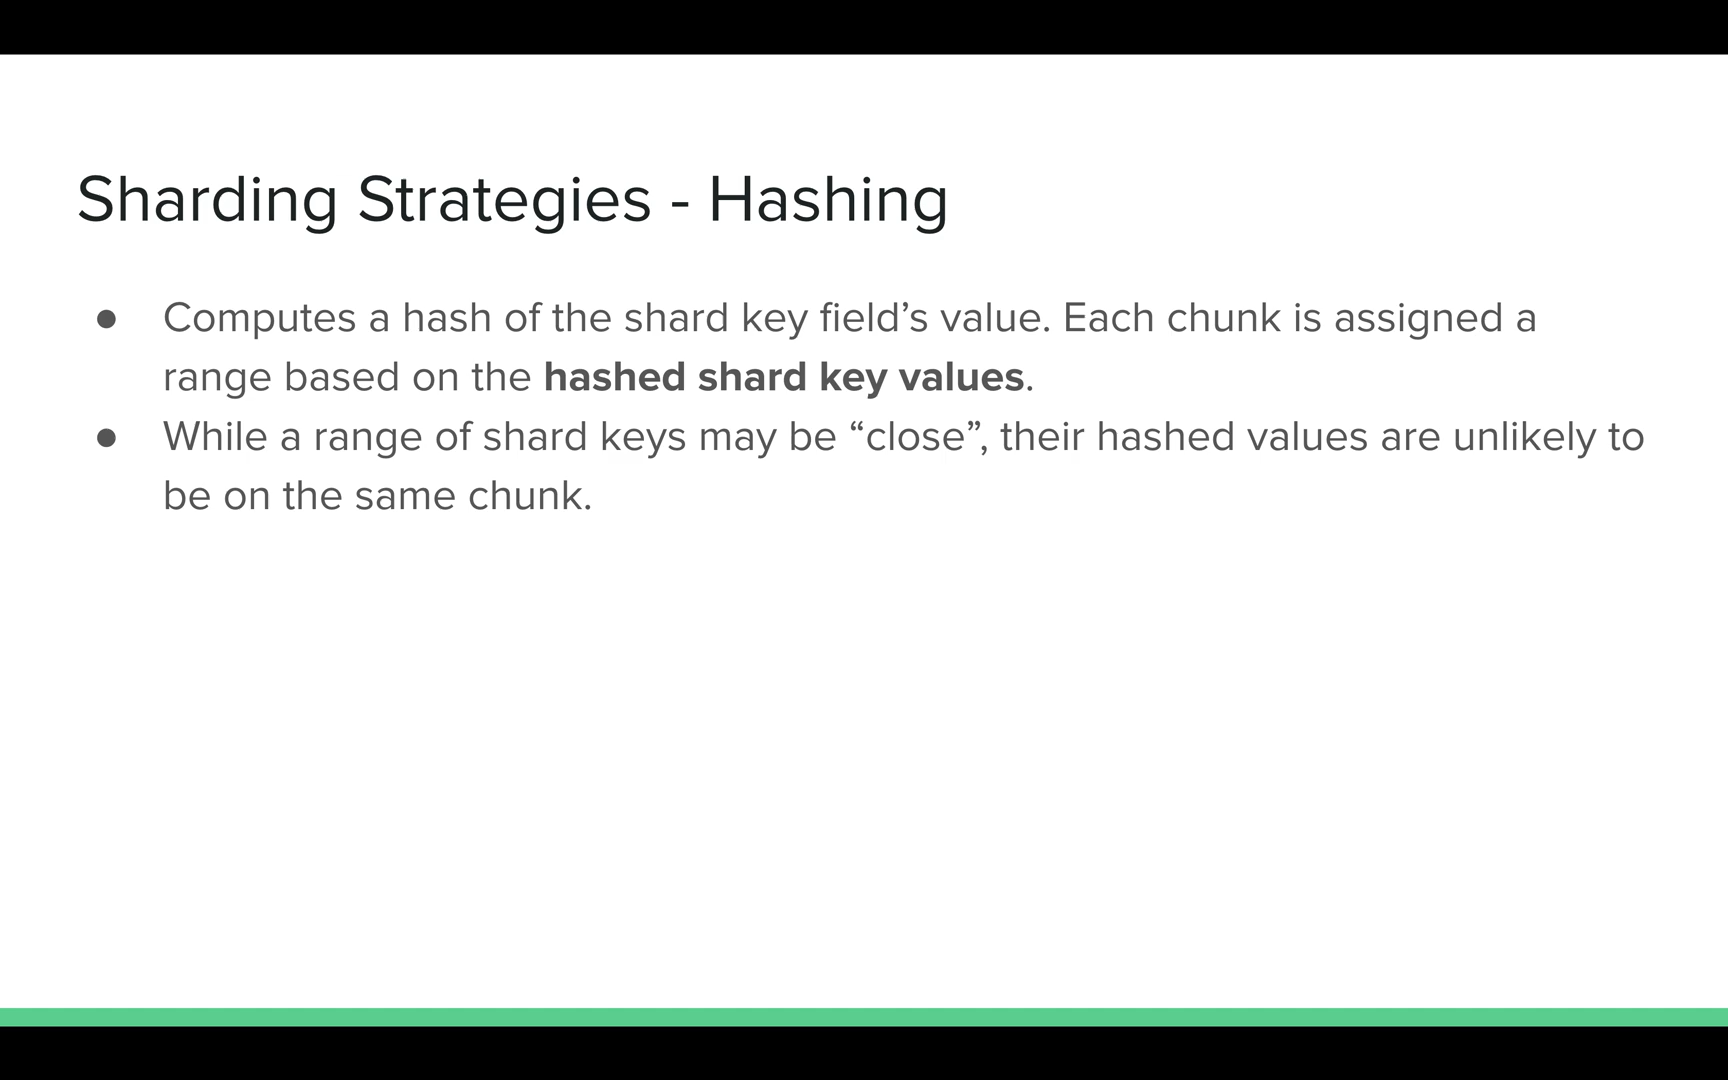 Sharding Strategies - Hashing
● Computes a hash of the shard key field’s value. Each chunk is assigned a
range based on the hashed shard key values.
● While a range of shard keys may be “close”, their hashed values are unlikely to
be on the same chunk.